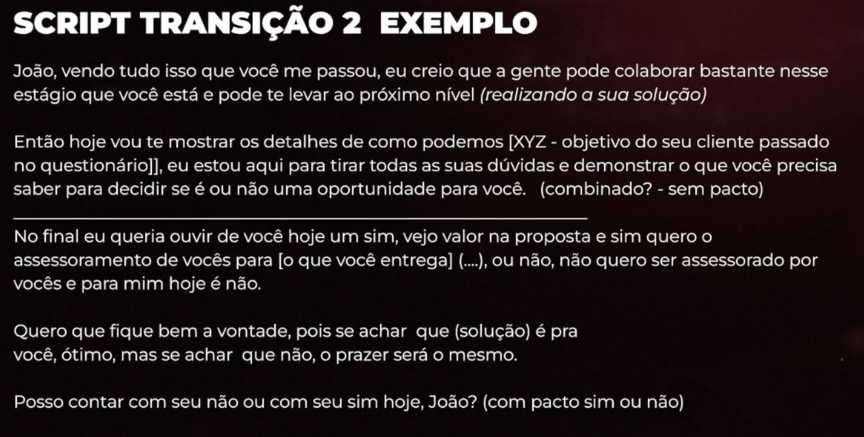 SCRIPT TRANSIÇÃO 2 EXEMPLO
João, vendo tudo isso que você me passou, eu creio que a gente pode colaborar bastante nesse
estágio que você está e pode te levar ao próximo nível (realizando a sua solução)
Então hoje vou te mostrar os detalhes de como podemos [XYZ - objetivo do seu cliente passado
no questionário]], eu estou aqui para tirar todas as suas dúvidas e demonstrar o que você precisa
saber para decidir se é ou não uma oportunidade para você. (combinado? - sem pacto)
No final eu queria ouvir de você hoje um sim, vejo valor na proposta e sim quero o
assessoramento de vocês para [o que você entrega] (....), ou não, não quero ser assessorado por
vocês e para mim hoje é não.
Quero que fique bem a vontade, pois se achar que (solução) é pra
você, ótimo, mas se achar que não, o prazer será o mesmo.
Posso contar com seu não ou com seu sim hoje, João? (com pacto sim ou não)